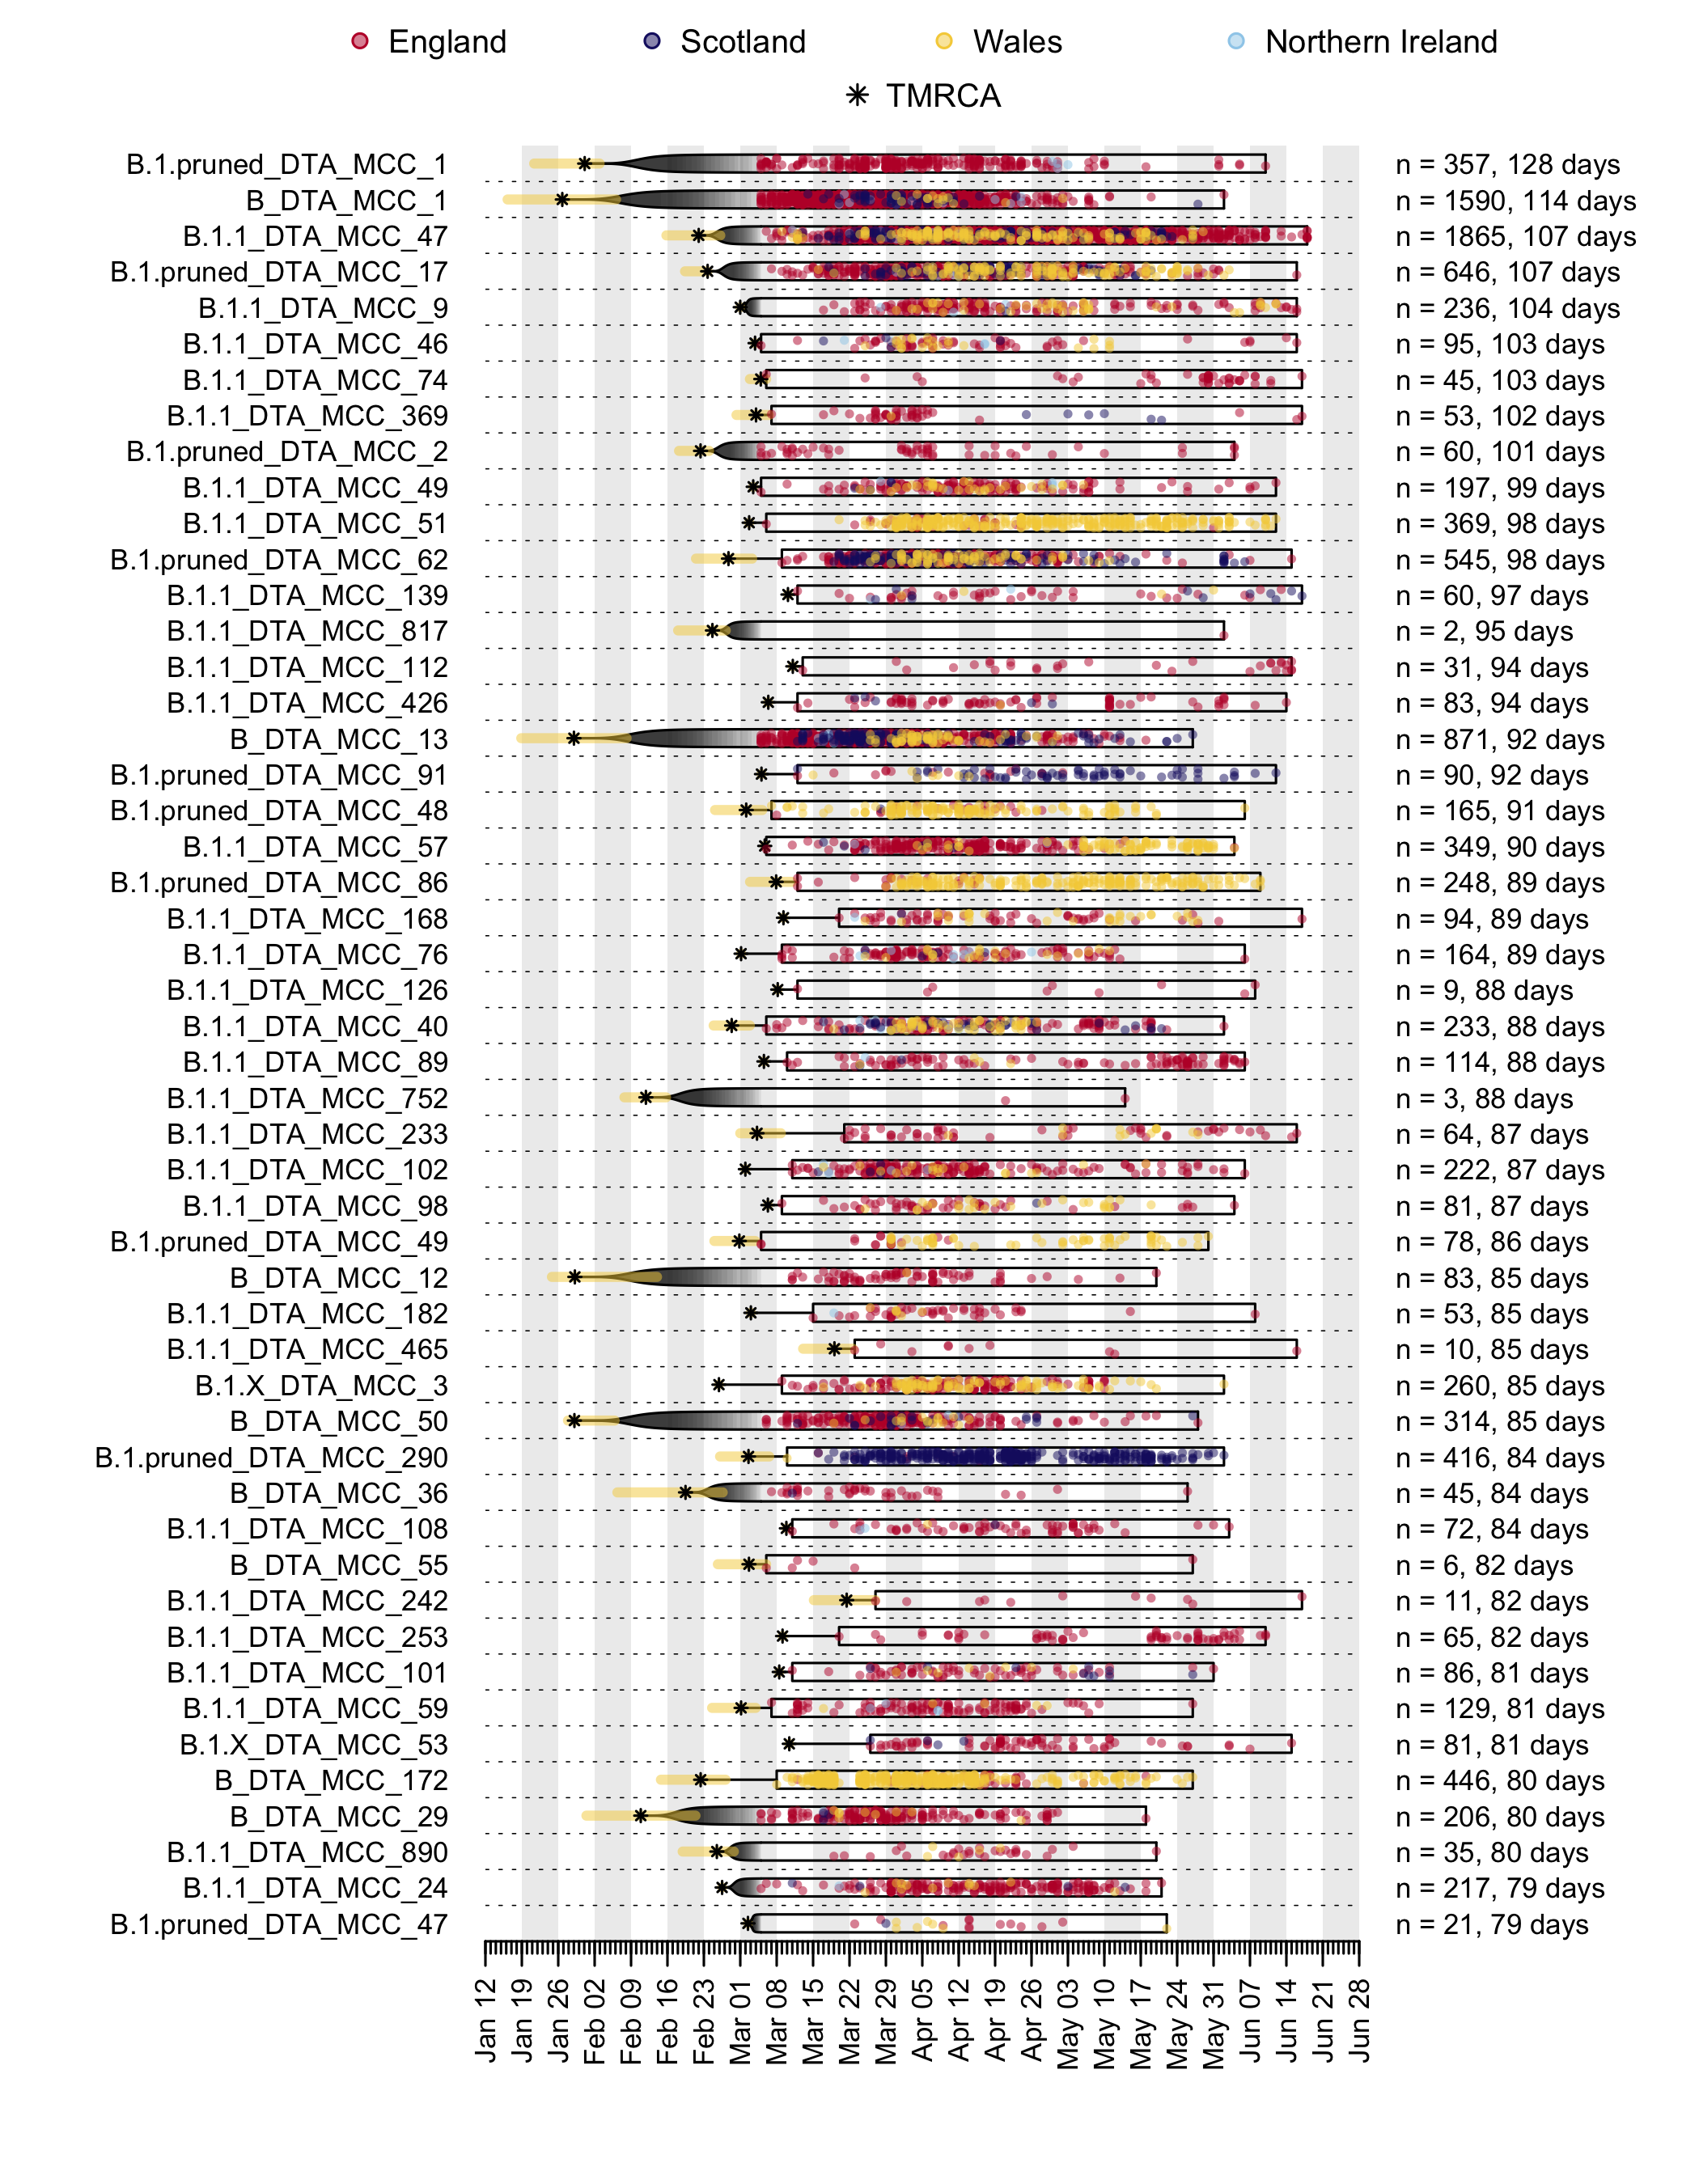 England Scotland Wales Northern Ireland
TMRCA
B.1.pruned_DTA_MCC_1 n = 357, 128 days
B_DTA_MCC_1 n = 1590, 114 days
B.1.1_DTA_MCC_47 n = 1865, 107 days
B.1.pruned_DTA_MCC_17 n = 646, 107 days
B.1.1_DTA_MCC_9 n = 236, 104 days
B.1.1_DTA_MCC_46 n = 95, 103 days
B.1.1_DTA_MCC_74 n = 45, 103 days
B.1.1_DTA_MCC_369 n = 53, 102 days
B.1.pruned_DTA_MCC_2 n = 60, 101 days
B.1.1_DTA_MCC_49 n = 197, 99 days
B.1.1_DTA_MCC_51 n = 369, 98 days
B.1.pruned_DTA_MCC_62 n = 545, 98 days
B.1.1_DTA_MCC_139 n = 60, 97 days
B.1.1_DTA_MCC_817 n = 2, 95 days
B.1.1_DTA_MCC_112 n = 31, 94 days
B.1.1_DTA_MCC_426 n = 83, 94 days
B_DTA_MCC_13 n = 871, 92 days
B.1.pruned_DTA_MCC_91 n = 90, 92 days
B.1.pruned_DTA_MCC_48 n = 165, 91 days
B.1.1_DTA_MCC_57 n = 349, 90 days
B.1.pruned_DTA_MCC_86 n = 248, 89 days
B.1.1_DTA_MCC_168 n = 94, 89 days
B.1.1_DTA_MCC_76 n = 164, 89 days
B.1.1_DTA_MCC_126 n = 9, 88 days
B.1.1_DTA_MCC_40 n = 233, 88 days
B.1.1_DTA_MCC_89 n = 114, 88 days
B.1.1_DTA_MCC_752 n = 3, 88 days
B.1.1_DTA_MCC_233 n = 64, 87 days
B.1.1_DTA_MCC_102 n = 222, 87 days
B.1.1_DTA_MCC_98 n = 81, 87 days
B.1.pruned_DTA_MCC_49 n = 78, 86 days
B_DTA_MCC_12 n = 83, 85 days
B.1.1_DTA_MCC_182 n = 53, 85 days
B.1.1_DTA_MCC_465 n = 10, 85 days
B.1.X_DTA_MCC_3 n = 260, 85 days
B_DTA_MCC_50 n = 314, 85 days
B.1.pruned_DTA_MCC_290 n = 416, 84 days
B_DTA_MCC_36 n = 45, 84 days
B.1.1_DTA_MCC_108 n = 72, 84 days
B_DTA_MCC_55 n = 6, 82 days
B.1.1_DTA_MCC_242 n = 11, 82 days
B.1.1_DTA_MCC_253 n = 65, 82 days
B.1.1_DTA_MCC_101 n = 86, 81 days
B.1.1_DTA_MCC_59 n = 129, 81 days
B.1.X_DTA_MCC_53 n = 81, 81 days
B_DTA_MCC_172 n = 446, 80 days
B_DTA_MCC_29 n = 206, 80 days
B.1.1_DTA_MCC_890 n = 35, 80 days
B.1.1_DTA_MCC_24 n = 217, 79 days
B.1.pruned_DTA_MCC_47 n = 21, 79 days
Jan 12 Jan 19 Jan 26 Feb 02 Feb 09 Feb 16 Feb 23 Mar 01 Mar 08 Mar 15 Mar 22 Mar 29 Apr 05 Apr 12 Apr 19 Apr 26 May 03 May 10 May 17 May 24 May 31 Jun 07 Jun 14 Jun 21 Jun 28